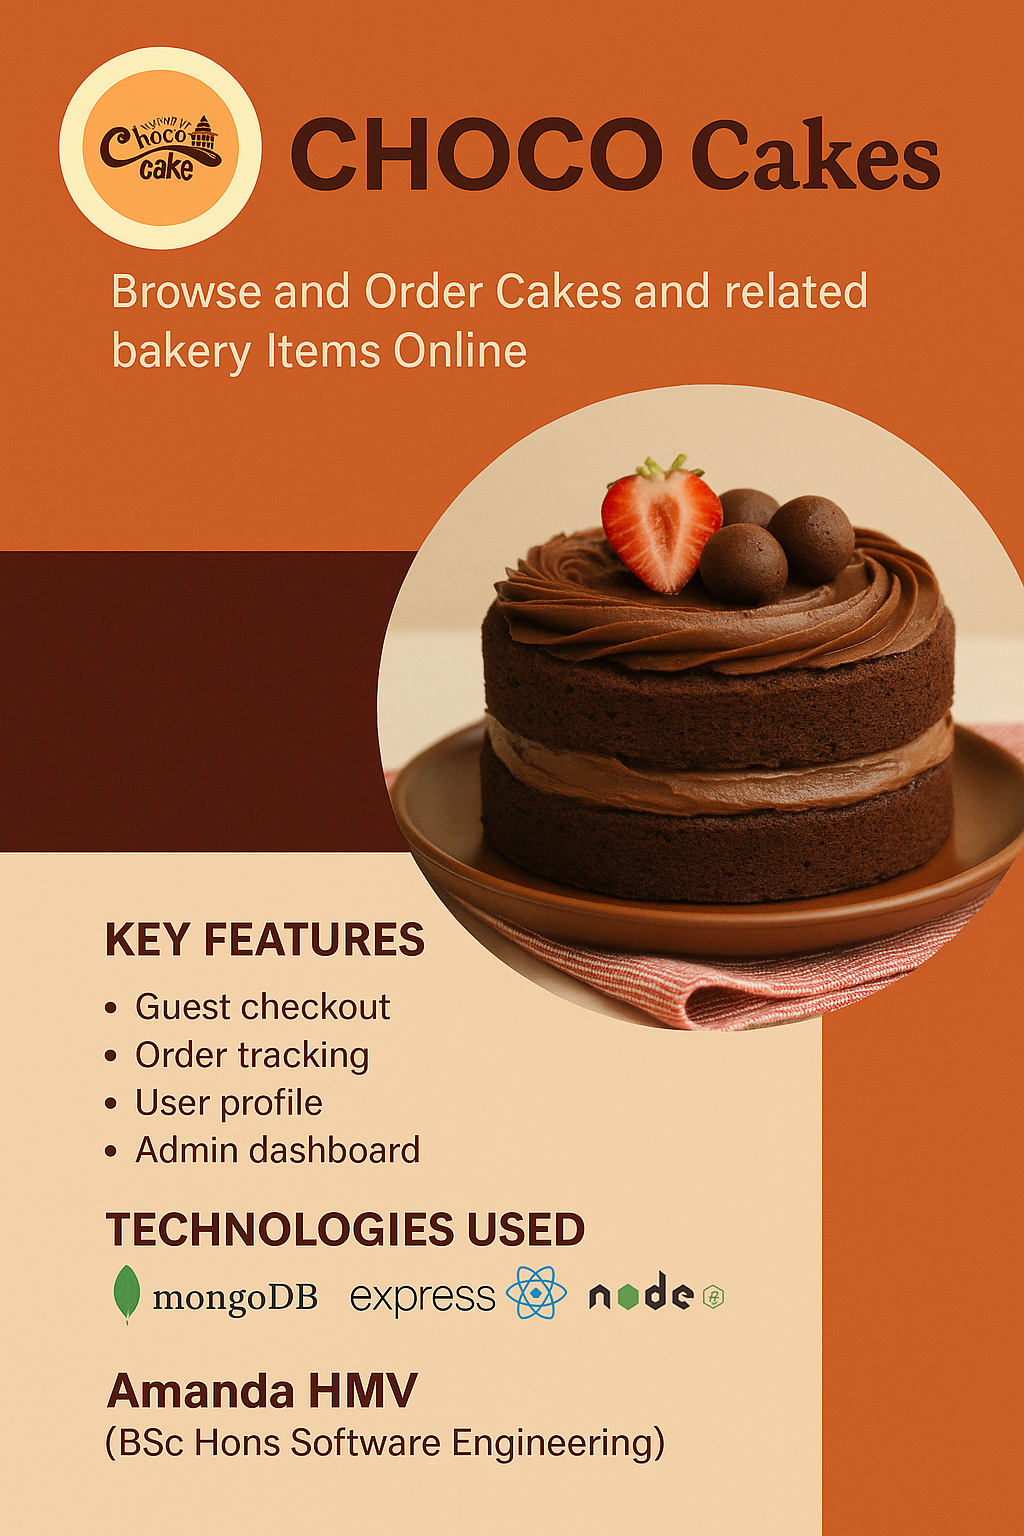 Choco
cake
CHOCO Cakes
Browse and Order Cakes and related
bakery Items Online
KEY FEATURES
• Guest checkout
• Order tracking
• User profile
• Admin dashboard
TECHNOLOGIES USED
mongoDB express node
Amanda HMV
(BSc Hons Software Engineering)